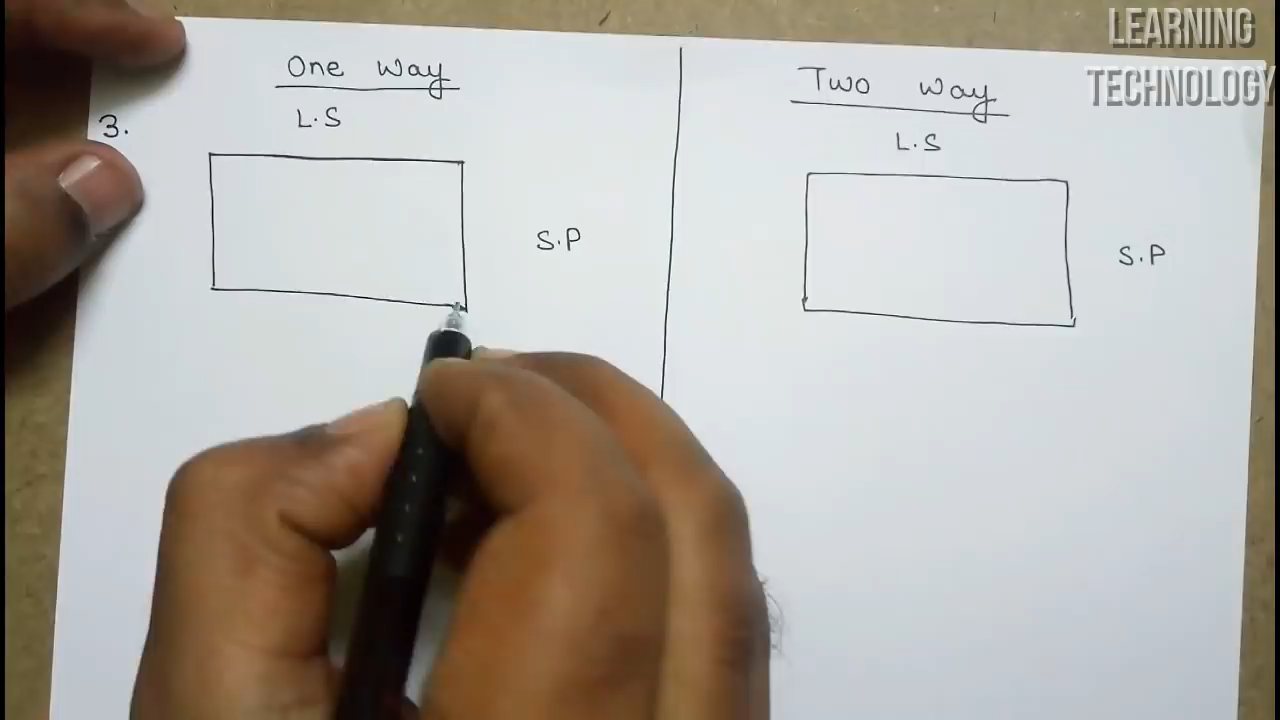 One Way
L.S
3.
S.P
Two Way
L.S
S.P
LEARNING
TECHNOLOGY